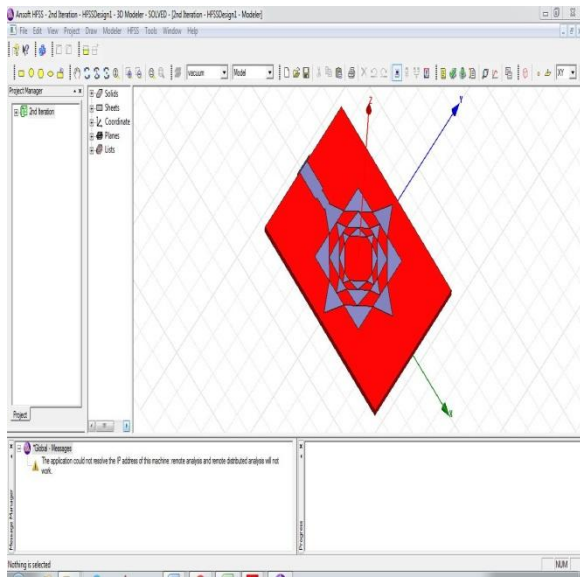 Ansoft HFSS - 2nd Iteration - HFSSDesign1 - 3D Modeler - SOLVED - [2nd Iteration - HFSSDesign1 - Modeler]
File Edit View Project Draw Modeler HFSS Tools Window Help
vacuum Model XY
Project Manager
2nd Iteration
Solids
Sheets
Coordinate
Planes
Lists
Z
Y
X
Project
*Global - Messages
The application could not resolve the IP address of this machine: remote analysis and remote distributed analysis will not
work.
Message Manager
Progress
Nothing is selected
NUM